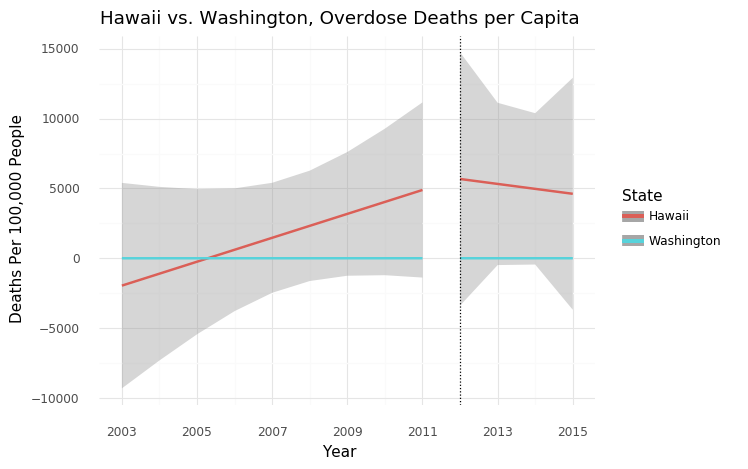 Hawaii vs. Washington, Overdose Deaths per Capita
Deaths Per 100,000 People
15000
10000
5000
0
−5000
−10000
2003 2005 2007 2009 2011 2013 2015
Year
State
Hawaii
Washington